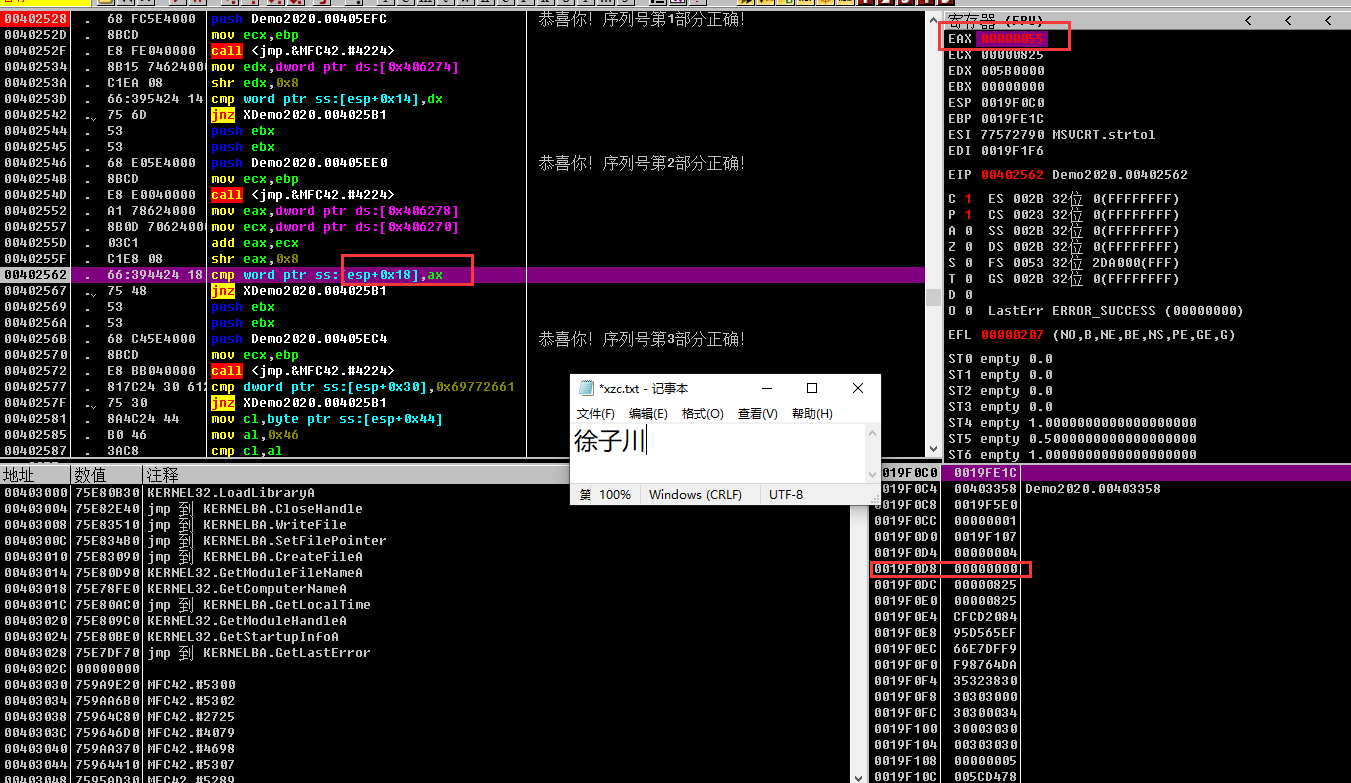 00402528 . 68 FC5E4000 push Demo2020.00405EFC 恭喜你！序列号第1部分正确!
0040252D . 8BCD mov ecx,ebp
0040252F . E8 FE040000 call <jmp.&MFC42.#4224>
00402534 . 8B15 7462400 mov edx,dword ptr ds:[0x406274]
0040253A . C1EA 08 shr edx,0x8
0040253D . 66:395424 14 cmp word ptr ss:[esp+0x14],dx
00402542 . 75 6D jnz XDemo2020.004025B1
00402544 . 53 push ebx
00402545 . 53 push ebx
00402546 . 68 E05E4000 push Demo2020.00405EE0 恭喜你！序列号第2部分正确!
0040254B . 8BCD mov ecx,ebp
0040254D . E8 E0040000 call <jmp.&MFC42.#4224>
00402552 . A1 78624000 mov eax,dword ptr ds:[0x406278]
00402557 . 8B0D 7062400 mov ecx,dword ptr ds:[0x406270]
0040255D . 03C1 add eax,ecx
0040255F . C1E8 08 shr eax,0x8
00402562 . 66:394424 18 cmp word ptr ss:[esp+0x18],ax
00402567 . 75 48 jnz XDemo2020.004025B1
00402569 . 53 push ebx
0040256A . 53 push ebx
0040256B . 68 C45E4000 push Demo2020.00405EC4 恭喜你！序列号第3部分正确!
00402570 . 8BCD mov ecx,ebp
00402572 . E8 BB040000 call <jmp.&MFC42.#4224>
00402577 . 817C24 30 612 cmp dword ptr ss:[esp+0x30],0x69772661
0040257F . 75 30 jnz XDemo2020.004025B1
00402581 . 8A4C24 44 mov cl,byte ptr ss:[esp+0x44]
00402585 . B0 46 mov al,0x46
00402587 . 3AC8 cmp cl,al
寄存器 (FPU) < < <
EAX 00000055
ECX 00000825
EDX 005B0000
EBX 00000000
ESP 0019F0C0
EBP 0019FE1C
ESI 77572790 MSVCRT.strtol
EDI 0019F1F6
EIP 00402562 Demo2020.00402562
C 1 ES 002B 32位 0(FFFFFFFF)
P 1 CS 0023 32位 0(FFFFFFFF)
A 0 SS 002B 32位 0(FFFFFFFF)
Z 0 DS 002B 32位 0(FFFFFFFF)
S 0 FS 0053 32位 2DA000(FFF)
T 0 GS 002B 32位 0(FFFFFFFF)
D 0
O 0 LastErr ERROR_SUCCESS (00000000)
EFL 00000207 (NO,B,NE,BE,NS,PE,GE,G)
ST0 empty 0.0
ST1 empty 0.0
ST2 empty 0.0
ST3 empty 0.0
ST4 empty 1.0000000000000000000
ST5 empty 0.5000000000000000000
ST6 empty 1.0000000000000000000
*xzc.txt - 记事本
文件(F) 编辑(E) 格式(O) 查看(V) 帮助(H)
徐子川
第 100% Windows (CRLF) UTF-8
地址 数值 注释
00403000 75E80B30 KERNEL32.LoadLibraryA
00403004 75E82E40 jmp 到 KERNELBA.CloseHandle
00403008 75E83510 jmp 到 KERNELBA.WriteFile
0040300C 75E834B0 jmp 到 KERNELBA.SetFilePointer
00403010 75E83090 jmp 到 KERNELBA.CreateFileA
00403014 75E80D90 KERNEL32.GetModuleFileNameA
00403018 75E78FE0 KERNEL32.GetComputerNameA
0040301C 75E80AC0 jmp 到 KERNELBA.GetLocalTime
00403020 75E809C0 KERNEL32.GetModuleHandleA
00403024 75E80BE0 KERNEL32.GetStartupInfoA
00403028 75E7DF70 jmp 到 KERNELBA.GetLastError
0040302C 00000000
00403030 759A9E20 MFC42.#5300
00403034 759AA6B0 MFC42.#5302
00403038 75964C80 MFC42.#2725
0040303C 759646D0 MFC42.#4079
00403040 759AA370 MFC42.#4698
00403044 75964410 MFC42.#5307
00403048 7595AD30 MFC42.#5289
0019F0C0 0019FE1C
0019F0C4 00403358 Demo2020.00403358
0019F0C8 0019F5E0
0019F0CC 00000001
0019F0D0 0019F107
0019F0D4 00000004
0019F0D8 00000000
0019F0DC 00000825
0019F0E0 00000825
0019F0E4 CFCD2084
0019F0E8 95D565EF
0019F0EC 66E7DFF9
0019F0F0 F98764DA
0019F0F4 35323830
0019F0F8 30303000
0019F0FC 30300034
0019F100 30003030
0019F104 00303030
0019F108 00000005
0019F10C 005CD478